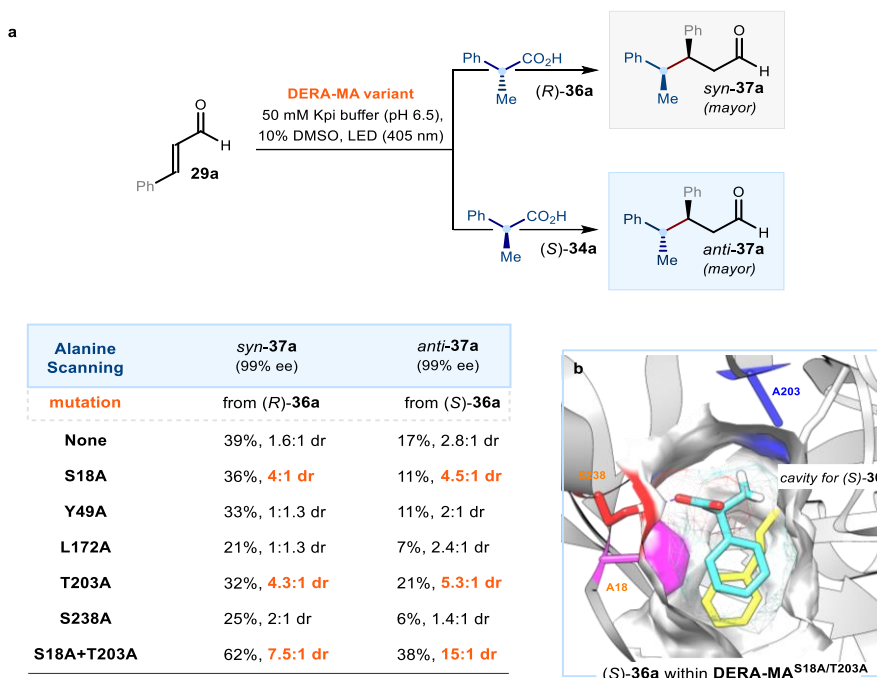 a
O
H
Ph
29a
DERA-MA variant
50 mM Kpi buffer (pH 6.5),
10% DMSO, LED (405 nm)
Ph
CO2H
Me
(R)-36a
Ph
Ph
O
H
Me
syn-37a
(mayor)
Ph
CO2H
Me
(S)-34a
Ph
Ph
O
H
Me
anti-37a
(mayor)
Alanine Scanning syn-37a (99% ee) anti-37a (99% ee)
mutation from (R)-36a from (S)-36a
None 39%, 1.6:1 dr 17%, 2.8:1 dr
S18A 36%, 4:1 dr 11%, 4.5:1 dr
Y49A 33%, 1:1.3 dr 11%, 2:1 dr
L172A 21%, 1:1.3 dr 7%, 2.4:1 dr
T203A 32%, 4.3:1 dr 21%, 5.3:1 dr
S238A 25%, 2:1 dr 6%, 1.4:1 dr
S18A+T203A 62%, 7.5:1 dr 38%, 15:1 dr
b
A203
S238
cavity for (S)-36
A18
(S)-36a within DERA-MAS18A/T203A